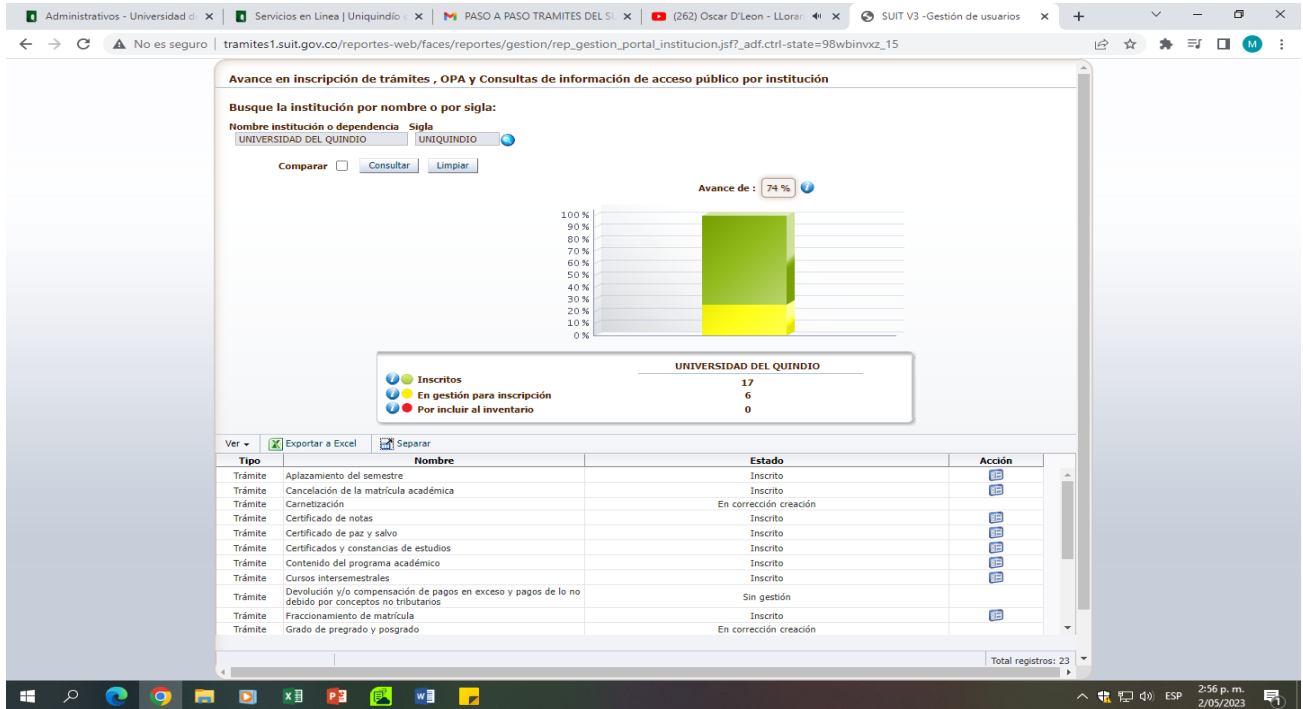 Administrativos - Universidad d
Servicios en Linea | Uniquindío
PASO A PASO TRAMITES DEL SU
(262) Oscar D'Leon - LLorar
SUIT V3 -Gestión de usuarios
No es seguro | tramites1.suit.gov.co/reportes-web/faces/reportes/gestion/rep_gestion_portal_institucion.jsf?_adf.ctrl-state=98wbinvxz_15
M
Avance en inscripción de trámites , OPA y Consultas de información de acceso público por institución
Busque la institución por nombre o por sigla:
Nombre institución o dependencia Sigla
UNIVERSIDAD DEL QUINDIO UNIQUINDIO
Comparar Consultar Limpiar
Avance de : 74 %
100 %
90 %
80 %
70 %
60 %
50 %
40 %
30 %
20 %
10 %
0 %
UNIVERSIDAD DEL QUINDIO
Inscritos 17
En gestión para inscripción 6
Por incluir al inventario 0
Ver Exportar a Excel Separar
Tipo Nombre Estado Acción
Trámite Aplazamiento del semestre Inscrito
Trámite Cancelación de la matrícula académica Inscrito
Trámite Carnetización En corrección creación
Trámite Certificado de notas Inscrito
Trámite Certificado de paz y salvo Inscrito
Trámite Certificados y constancias de estudios Inscrito
Trámite Contenido del programa académico Inscrito
Trámite Cursos intersemestrales Inscrito
Trámite Devolución y/o compensación de pagos en exceso y pagos de lo no
debido por conceptos no tributarios Sin gestión
Trámite Fraccionamiento de matrícula Inscrito
Trámite Grado de pregrado y posgrado En corrección creación
Total registros: 23
ESP
2:56 p. m.
2/05/2023